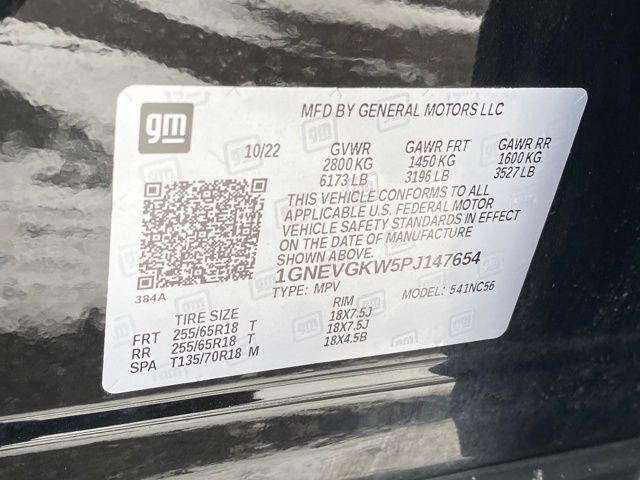 gm
MFD BY GENERAL MOTORS LLC
10/22 GVWR GAWR FRT GAWR RR
2800 KG 1450 KG 1600 KG
6173 LB 3196 LB 3527 LB
THIS VEHICLE CONFORMS TO ALL
APPLICABLE U.S. FEDERAL MOTOR
VEHICLE SAFETY STANDARDS IN EFFECT
ON THE DATE OF MANUFACTURE
SHOWN ABOVE.
1GNEVGKW5PJ147654
384A TYPE: MPV MODEL: 541NC56
TIRE SIZE RIM
FRT 255/65R18 T 18X7.5J
RR 255/65R18 T 18X7.5J
SPA T135/70R18 M 18X4.5B